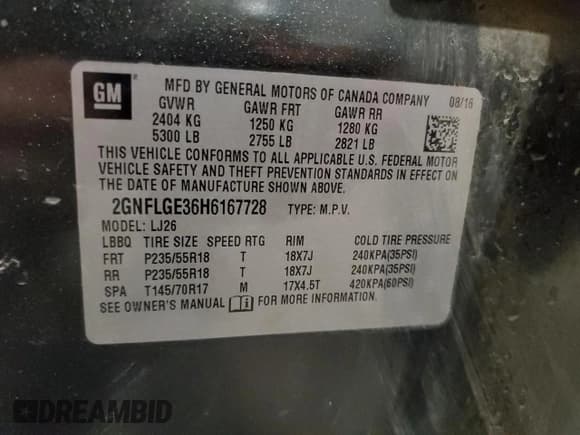 GM
MFD BY GENERAL MOTORS OF CANADA COMPANY 08/16
GVWR GAWR FRT GAWR RR
2404 KG 1250 KG 1280 KG
5300 LB 2755 LB 2821 LB
THIS VEHICLE CONFORMS TO ALL APPLICABLE U.S. FEDERAL MOTOR
VEHICLE SAFETY AND THEFT PREVENTION STANDARDS IN EFFECT ON
THE DATE OF MANUFACTURE SHOWN ABOVE.
2GNFLGE36H6167728 TYPE: M.P.V.
MODEL: LJ26
LBBQ TIRE SIZE SPEED RTG RIM COLD TIRE PRESSURE
FRT P235/55R18 T 18X7J 240KPA(35PSI)
RR P235/55R18 T 18X7J 240KPA(35PSI)
SPA T145/70R17 M 17X4.5T 420KPA(60PSI)
SEE OWNER'S MANUAL i FOR MORE INFORMATION.
DREAMBID